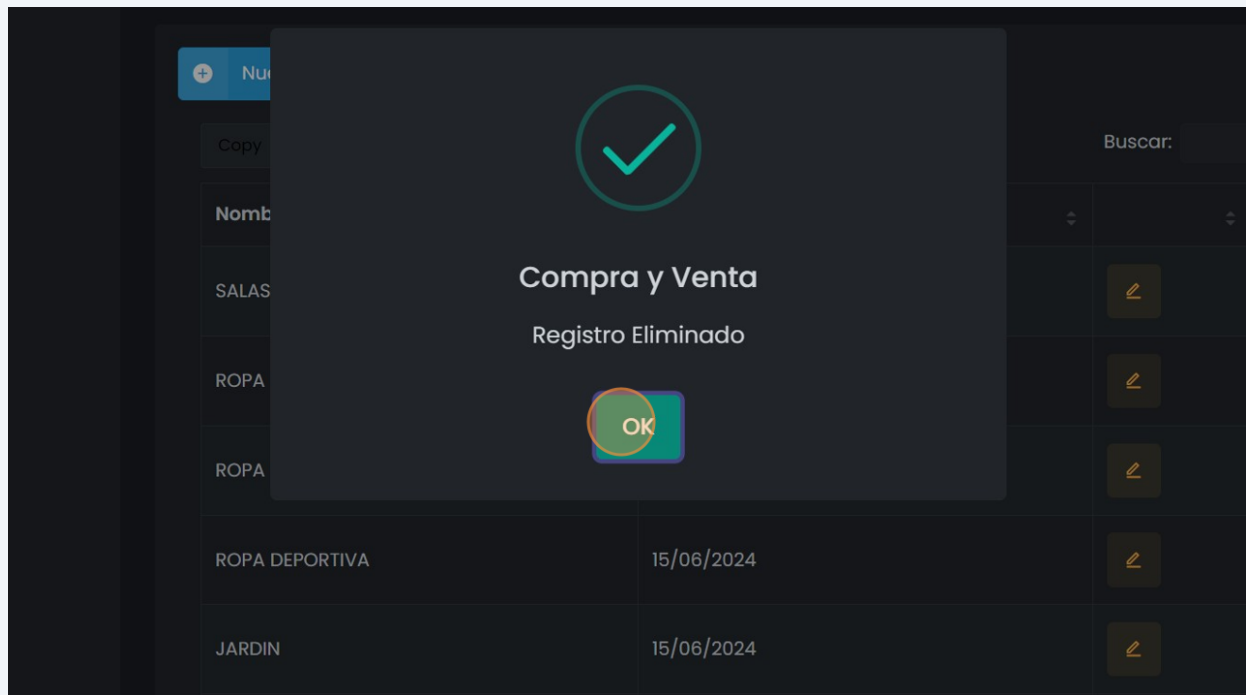 Nu
Copy
Buscar:
Nomb
Compra y Venta
SALAS
Registro Eliminado
ROPA
OK
ROPA
ROPA DEPORTIVA 15/06/2024
JARDIN 15/06/2024